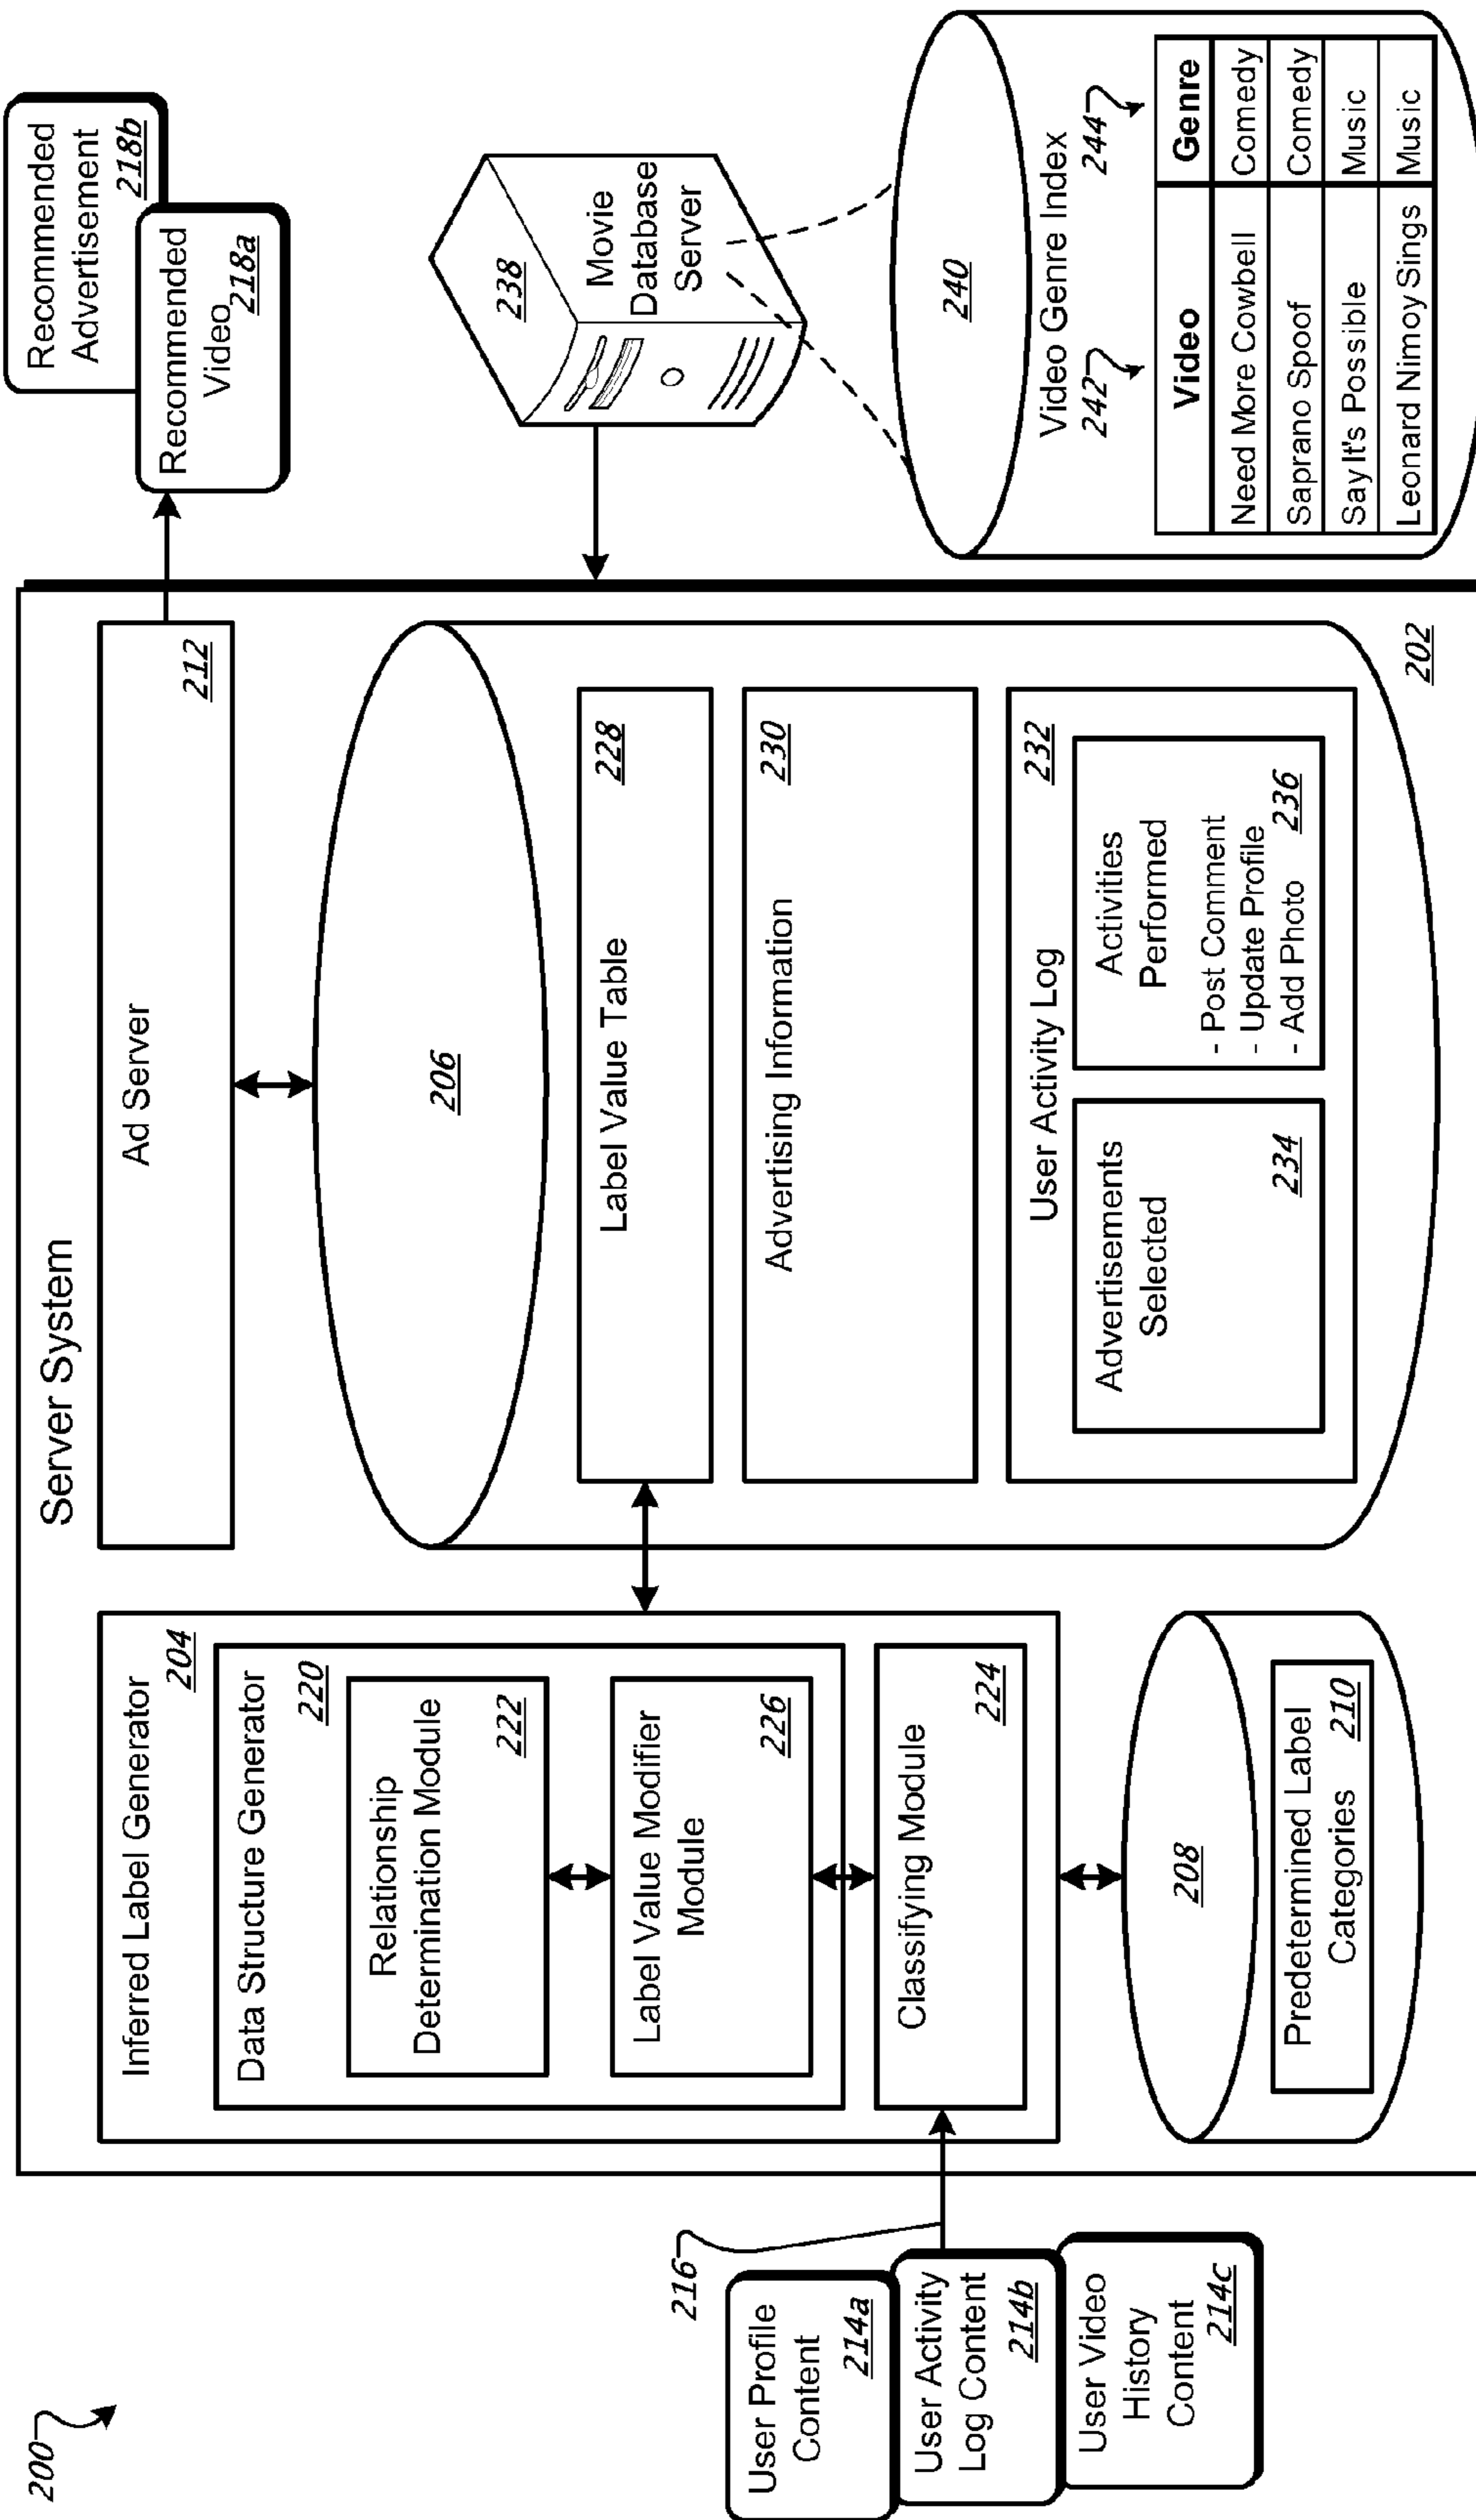 200
Server System
Inferred Label Generator
204
Data Structure Generator
220
Relationship
Determination Module
222
Label Value Modifier
Module
226
Classifying Module
224
208
Predetermined Label
Categories
210
216
User Profile
Content
214a
User Activity
Log Content
214b
User Video
History
Content
214c
Ad Server
212
206
Label Value Table
228
Advertising Information
230
User Activity Log
232
Advertisements
Selected
234
Activities
Performed
- Post Comment
- Update Profile
- Add Photo
236
202
Recommended
Advertisement
218b
Recommended
Video
218a
238
Movie
Database
Server
240
Video Genre Index
242
244
Video Genre
Need More Cowbell Comedy
Saprano Spoof Comedy
Say It's Possible Music
Leonard Nimoy Sings Music